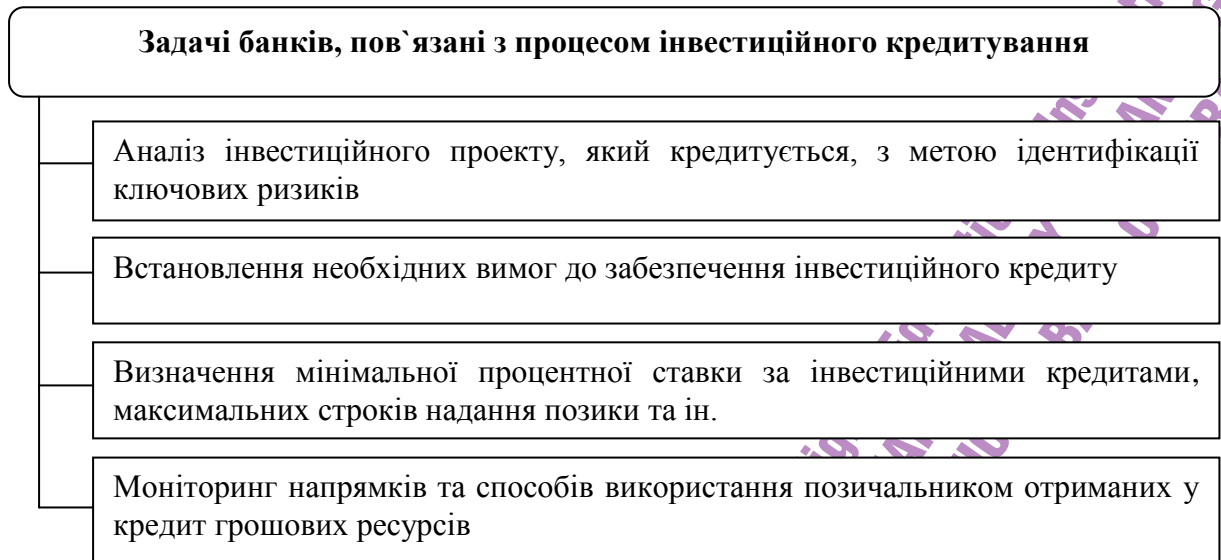 Задачі банків, пов`язані з процесом інвестиційного кредитування
Аналіз інвестиційного проекту, який кредитується, з метою ідентифікації
ключових ризиків
Встановлення необхідних вимог до забезпечення інвестиційного кредиту
Визначення мінімальної процентної ставки за інвестиційними кредитами,
максимальних строків надання позики та ін.
Моніторинг напрямків та способів використання позичальником отриманих у
кредит грошових ресурсів